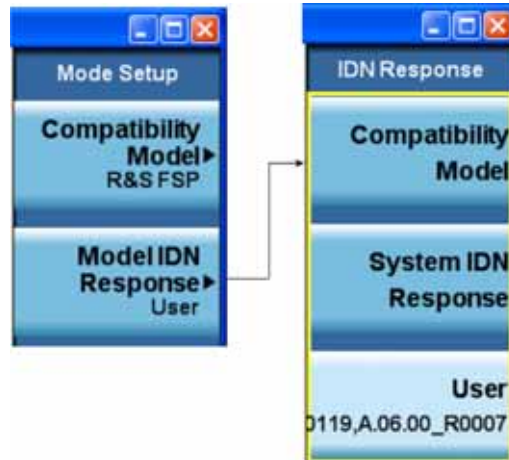 Mode Setup
Compatibility
Model
R&S FSP
Model IDN
Response
User
IDN Response
Compatibility
Model
System IDN
Response
User
0119,A.06.00_R0007